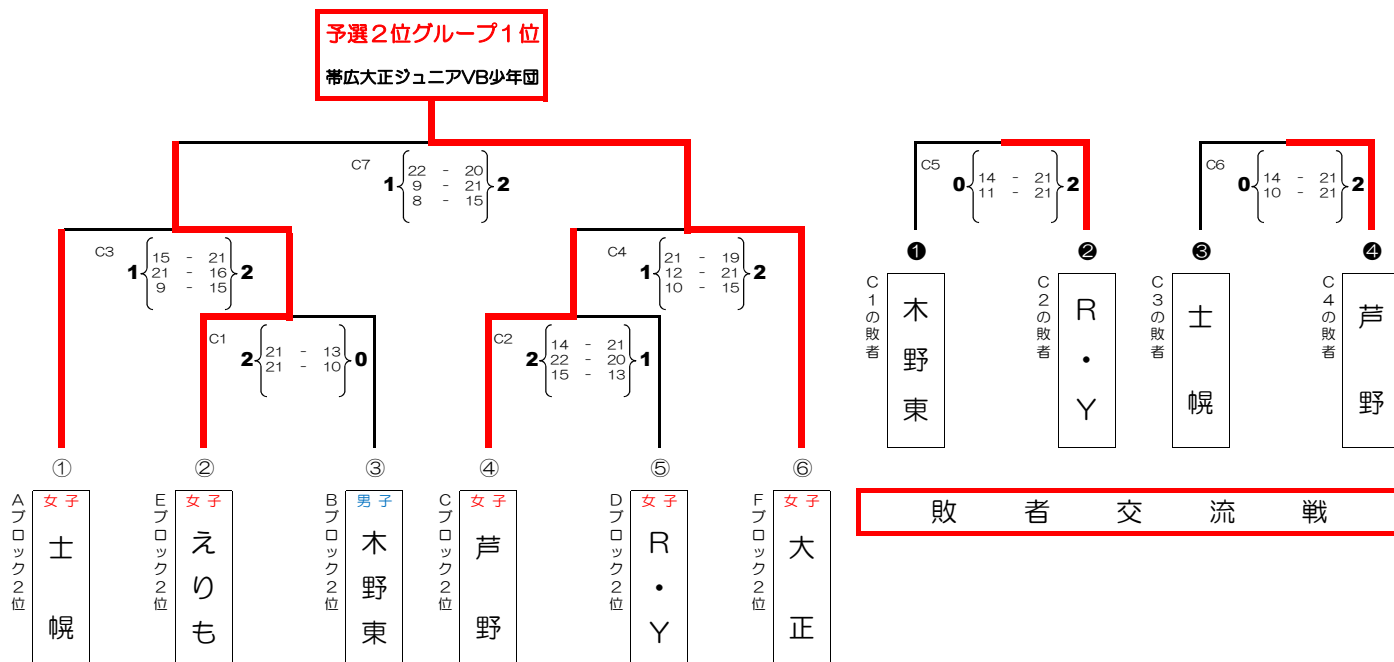 予選２位グループ１位
帯広大正ジュニアVB少年団
C7
1 22 - 20 2
9 - 21
8 - 15
C3
1 15 - 21 2
21 - 16
9 - 15
C4
1 21 - 19 2
12 - 21
10 - 15
C1
2 21 - 13 0
21 - 10
C2
2 14 - 21 1
22 - 20
15 - 13
① ② ③ ④ ⑤ ⑥
Aブロック２位
女子
士幌
Eブロック２位
女子
えりも
Bブロック２位
男子
木野東
Cブロック２位
女子
芦野
Dブロック２位
女子
R・Y
Fブロック２位
女子
大正
C5
0 14 - 21 2
11 - 21
C6
0 14 - 21 2
10 - 21
❶ ❷ ❸ ❹
C１の敗者
木野東
C２の敗者
R・Y
C３の敗者
士幌
C４の敗者
芦野
敗者交流戦